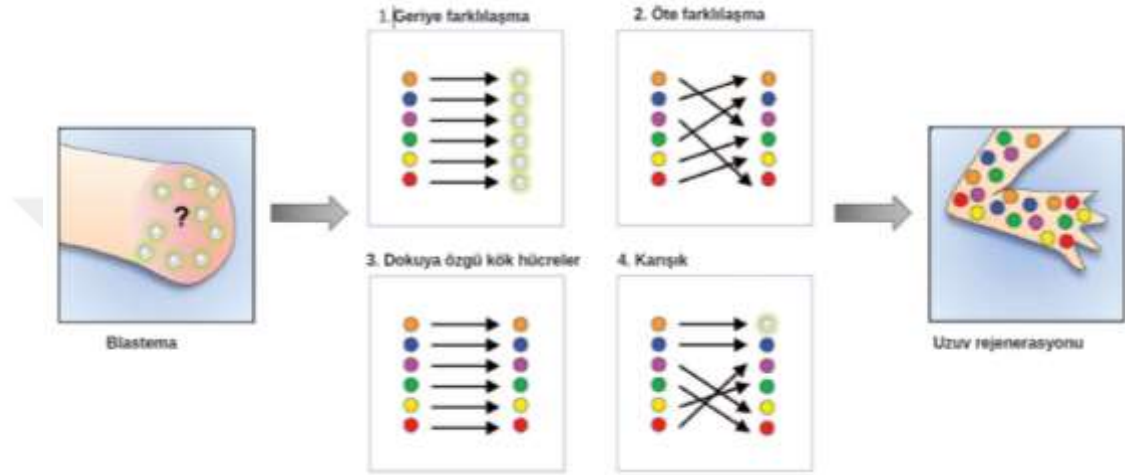 1. Geriye farklılaşma
2. Öte farklılaşma
?
3. Dokuya özgü kök hücreler
4. Karışık
Blastema
Uzuv rejenerasyonu